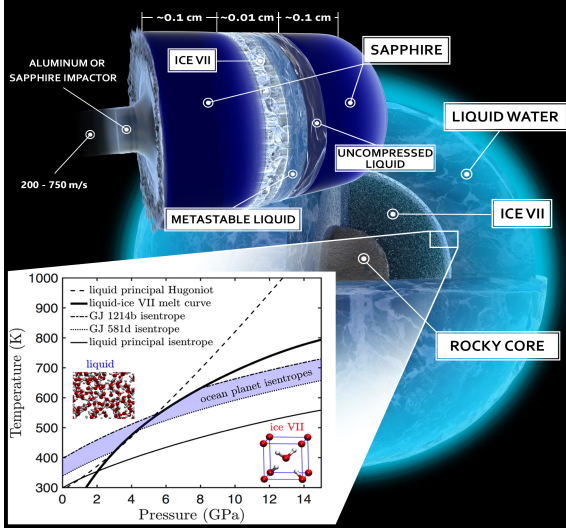 ~0.1 cm
~0.01 cm
~0.1 cm
ALUMINUM OR
SAPPHIRE IMPACTOR
ICE VII
SAPPHIRE
LIQUID WATER
UNCOMPRESSED
LIQUID
200 - 750 m/s
METASTABLE LIQUID
ICE VII
ROCKY CORE
1000
900
800
700
600
500
400
300
Temperature (K)
liquid principal Hugoniot
liquid-ice VII melt curve
GJ 1214b isentrope
GJ 581d isentrope
liquid principal isentrope
liquid
ocean planet isentropes
ice VII
0
2
4
6
8
10
12
14
Pressure (GPa)